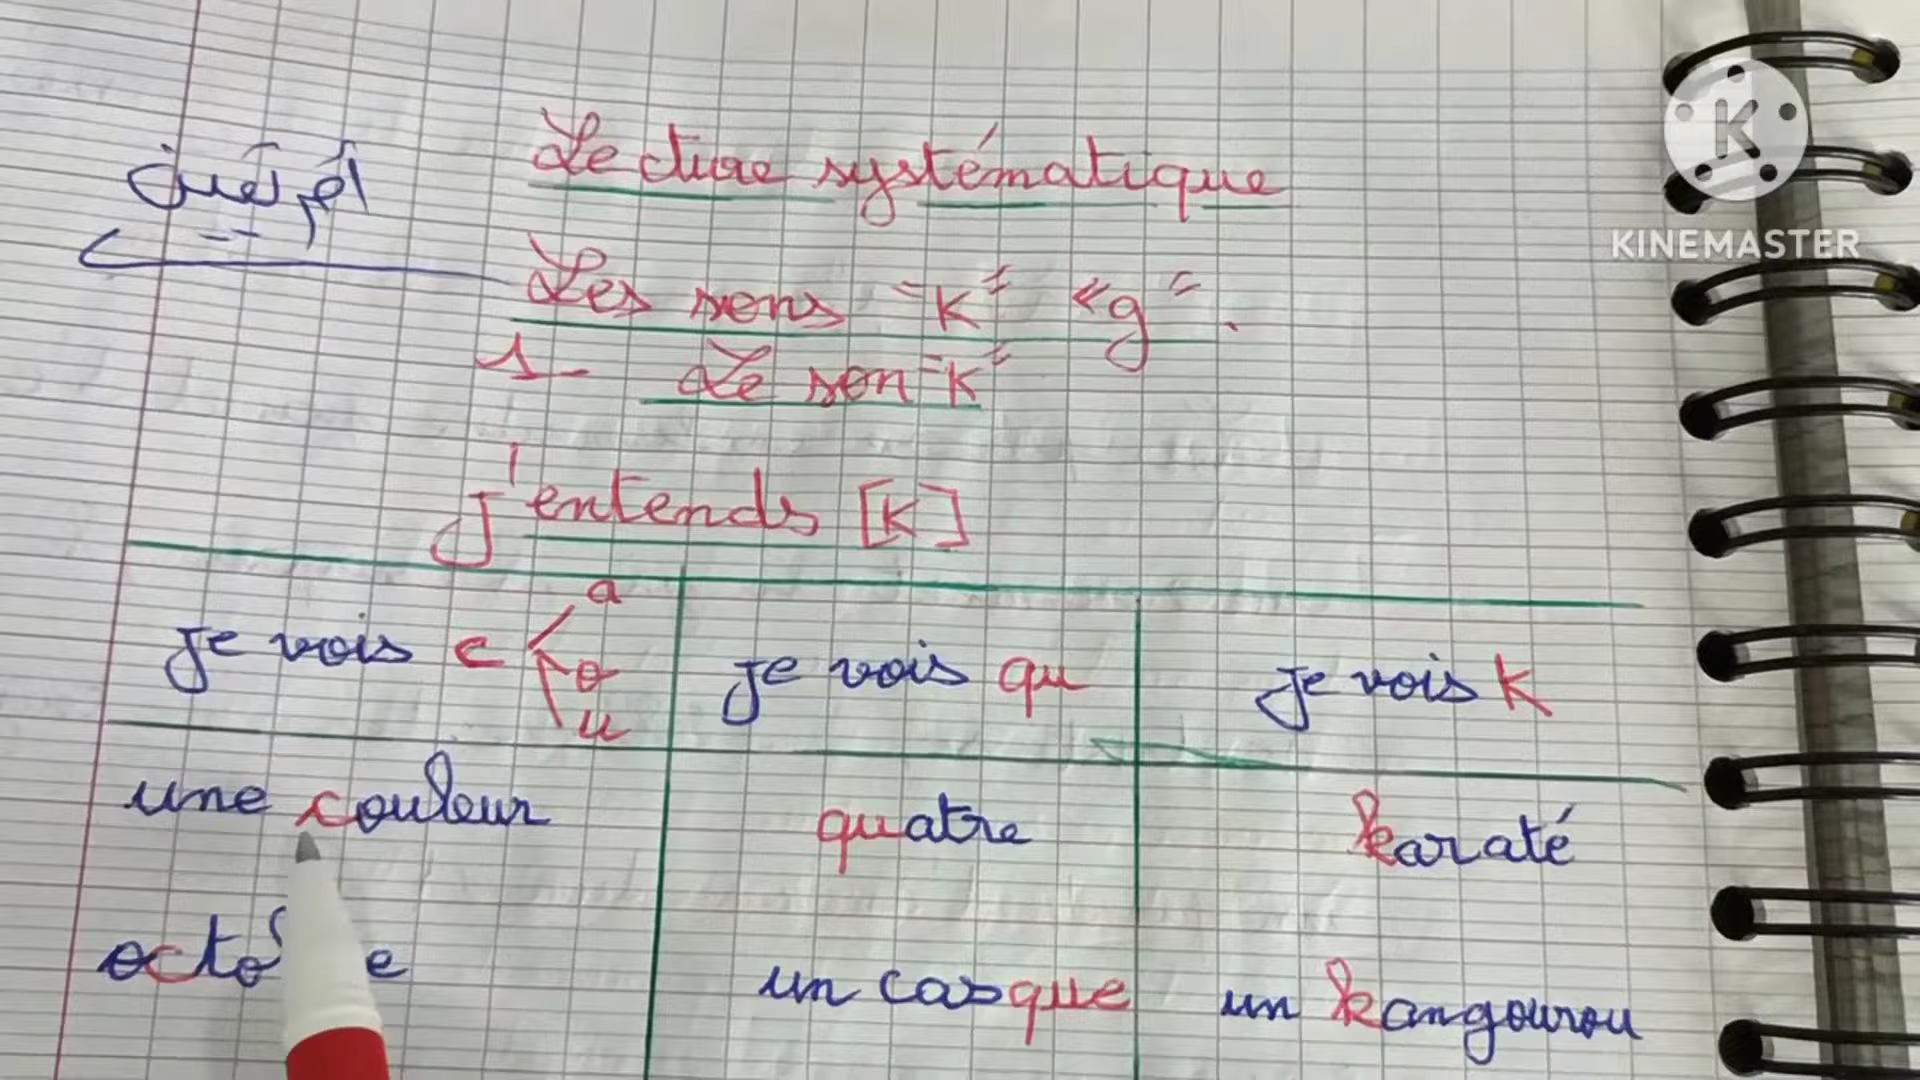 Lecture systématique
Les sons "k" «g".
1- Le son "k"
J'entends [K]
je vois c a o u
je vois qu
je vois k
une couleur
quatre
karaté
un casque
un kangourou
KINEMASTER